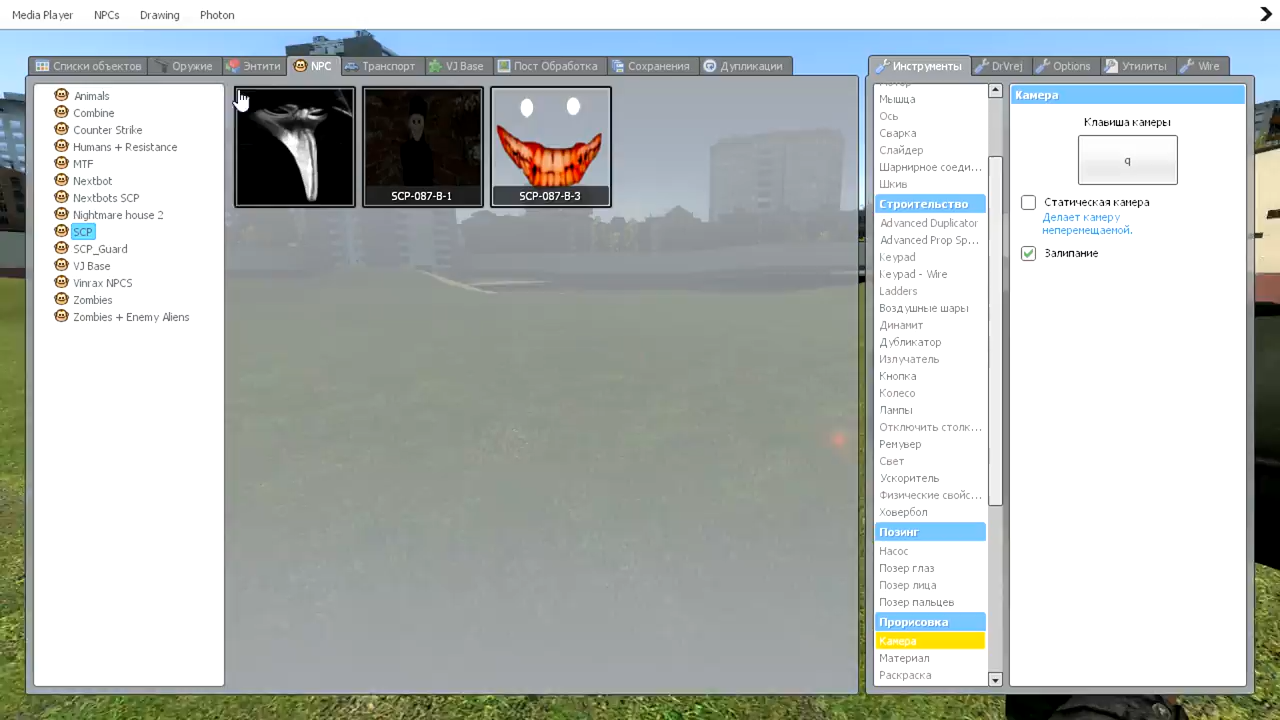 Media Player NPCs Drawing Photon
Списки объектов Оружие Энтити NPC Транспорт VJ Base Пост Обработка Сохранения Дупликации
Animals
Combine
Counter Strike
Humans + Resistance
MTF
Nextbot
Nextbots SCP
Nightmare house 2
SCP
SCP_Guard
VJ Base
Vinrax NPCS
Zombies
Zombies + Enemy Aliens
SCP-087-B-1
SCP-087-B-3
Инструменты DrVrej Options Утилиты Wire
Мышца
Ось
Сварка
Слайдер
Шарнирное соеди...
Шкив
Строительство
Advanced Duplicator
Advanced Prop Sp...
Keypad
Keypad - Wire
Ladders
Воздушные шары
Динамит
Дубликатор
Излучатель
Кнопка
Колесо
Лампы
Отключить столк...
Ремувер
Свет
Ускоритель
Физические свойс...
Ховербол
Позинг
Насос
Позер глаз
Позер лица
Позер пальцев
Прорисовка
Камера
Материал
Раскраска
Камера
Клавиша камеры
q
Статическая камера
Делает камеру
неперемещаемой.
Залипание